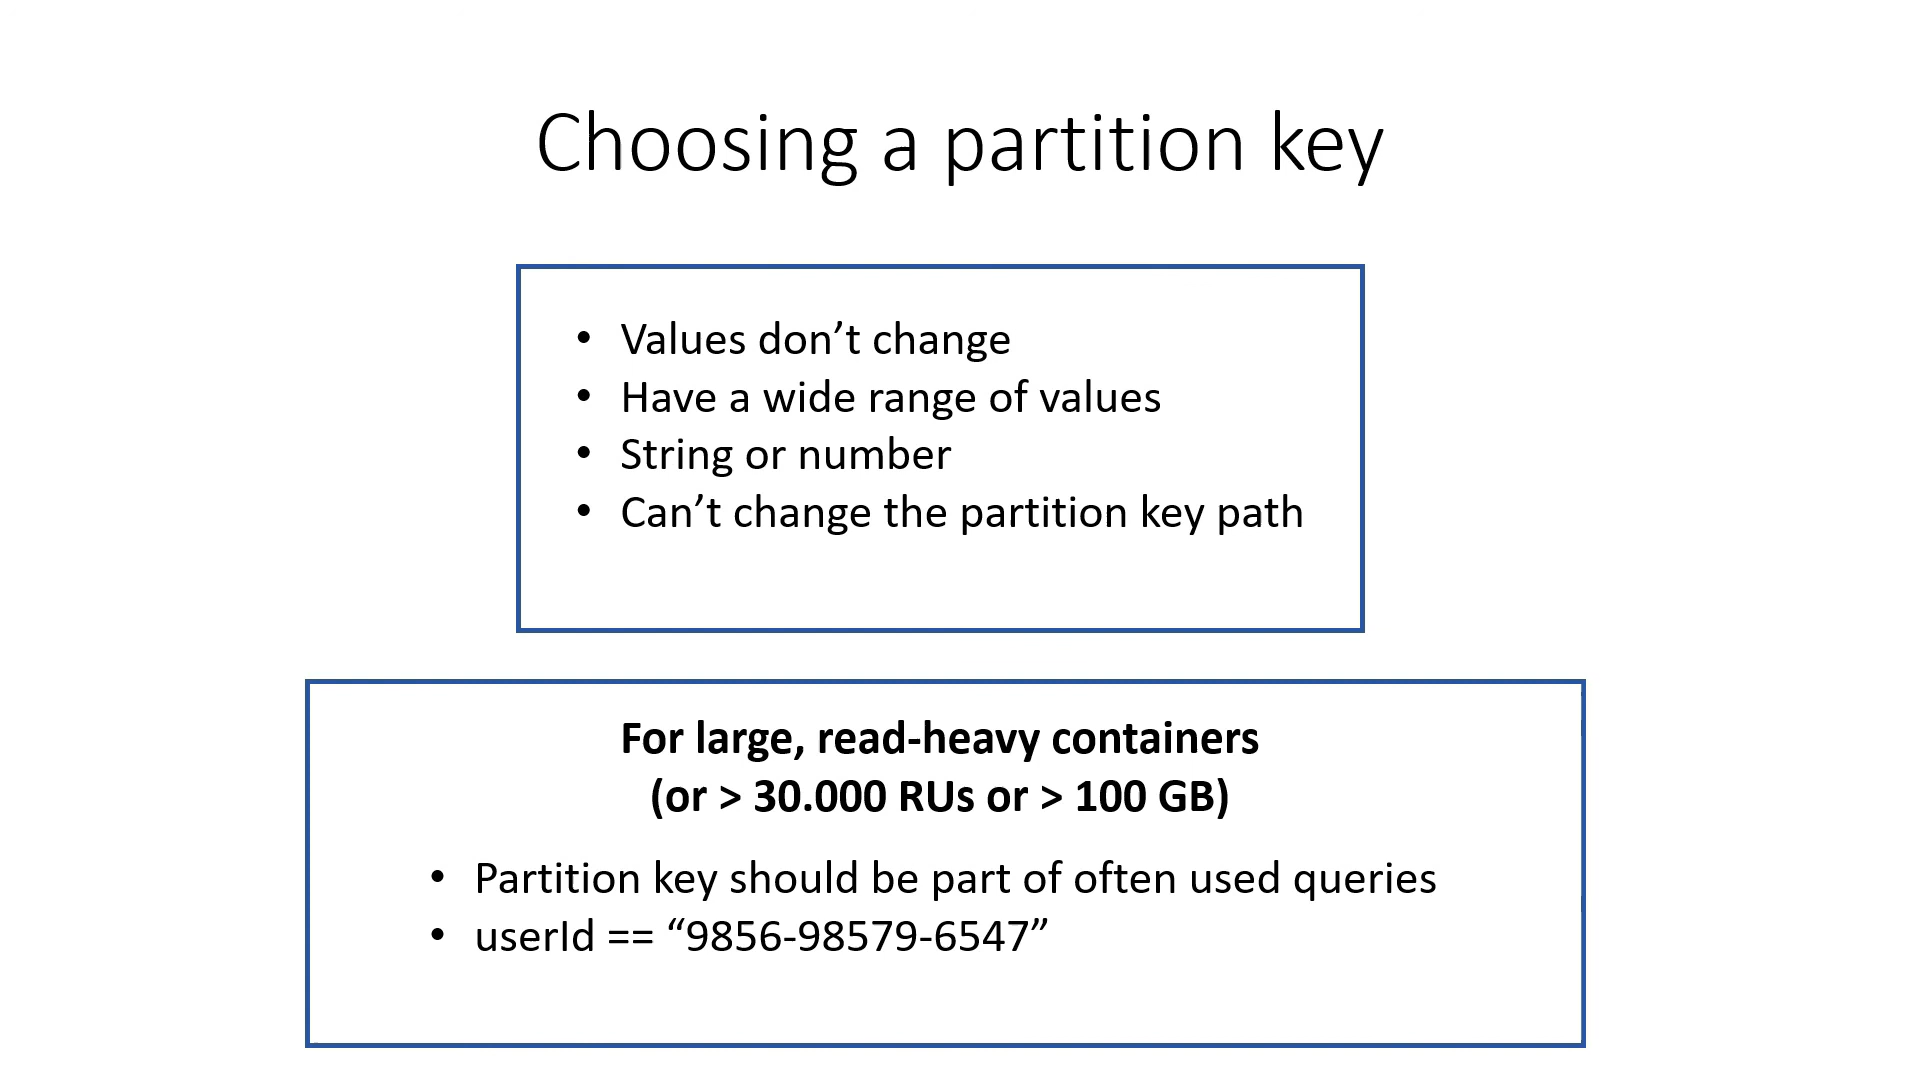 Choosing a partition key
• Values don’t change
• Have a wide range of values
• String or number
• Can’t change the partition key path
For large, read-heavy containers
(or > 30.000 RUs or > 100 GB)
• Partition key should be part of often used queries
• userId == “9856-98579-6547”